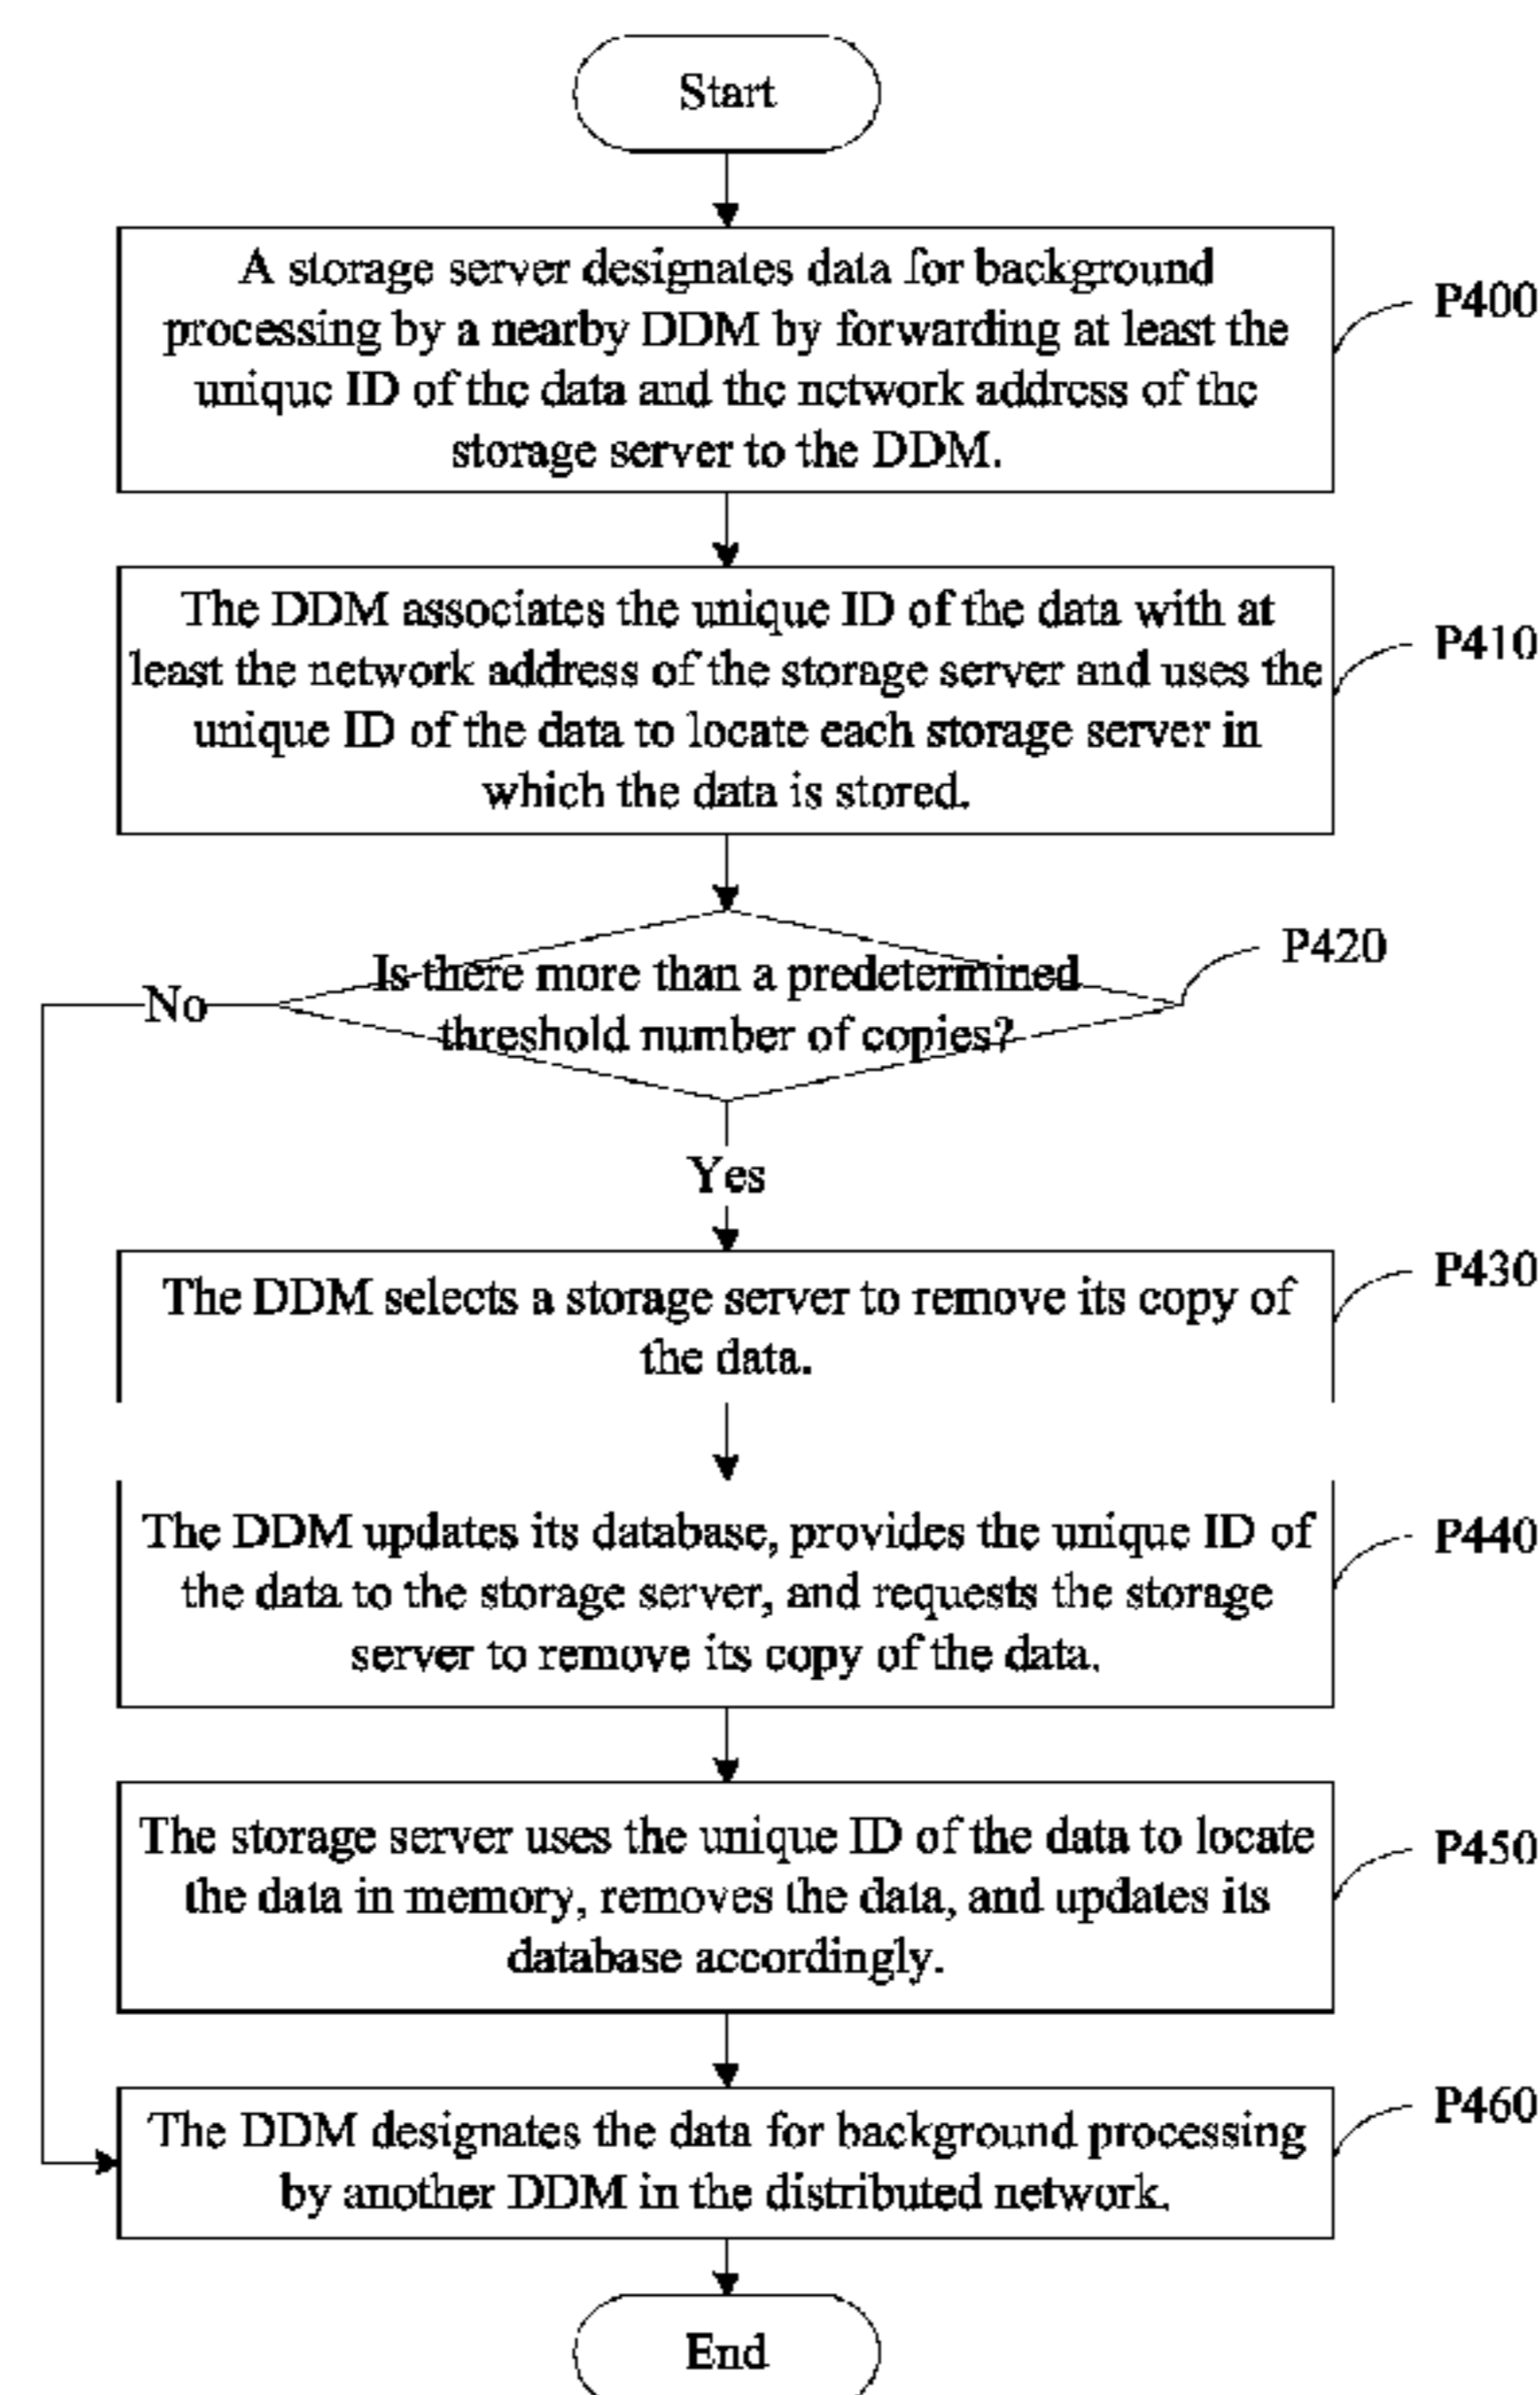 Start
A storage server designates data for background
processing by a nearby DDM by forwarding at least the
unique ID of the data and the network address of the
storage server to the DDM.
P400
The DDM associates the unique ID of the data with at
least the network address of the storage server and uses the
unique ID of the data to locate each storage server in
which the data is stored.
P410
Is there more than a predetermined
threshold number of copies?
P420
No
Yes
The DDM selects a storage server to remove its copy of
the data.
P430
The DDM updates its database, provides the unique ID of
the data to the storage server, and requests the storage
server to remove its copy of the data.
P440
The storage server uses the unique ID of the data to locate
the data in memory, removes the data, and updates its
database accordingly.
P450
The DDM designates the data for background processing
by another DDM in the distributed network.
P460
End